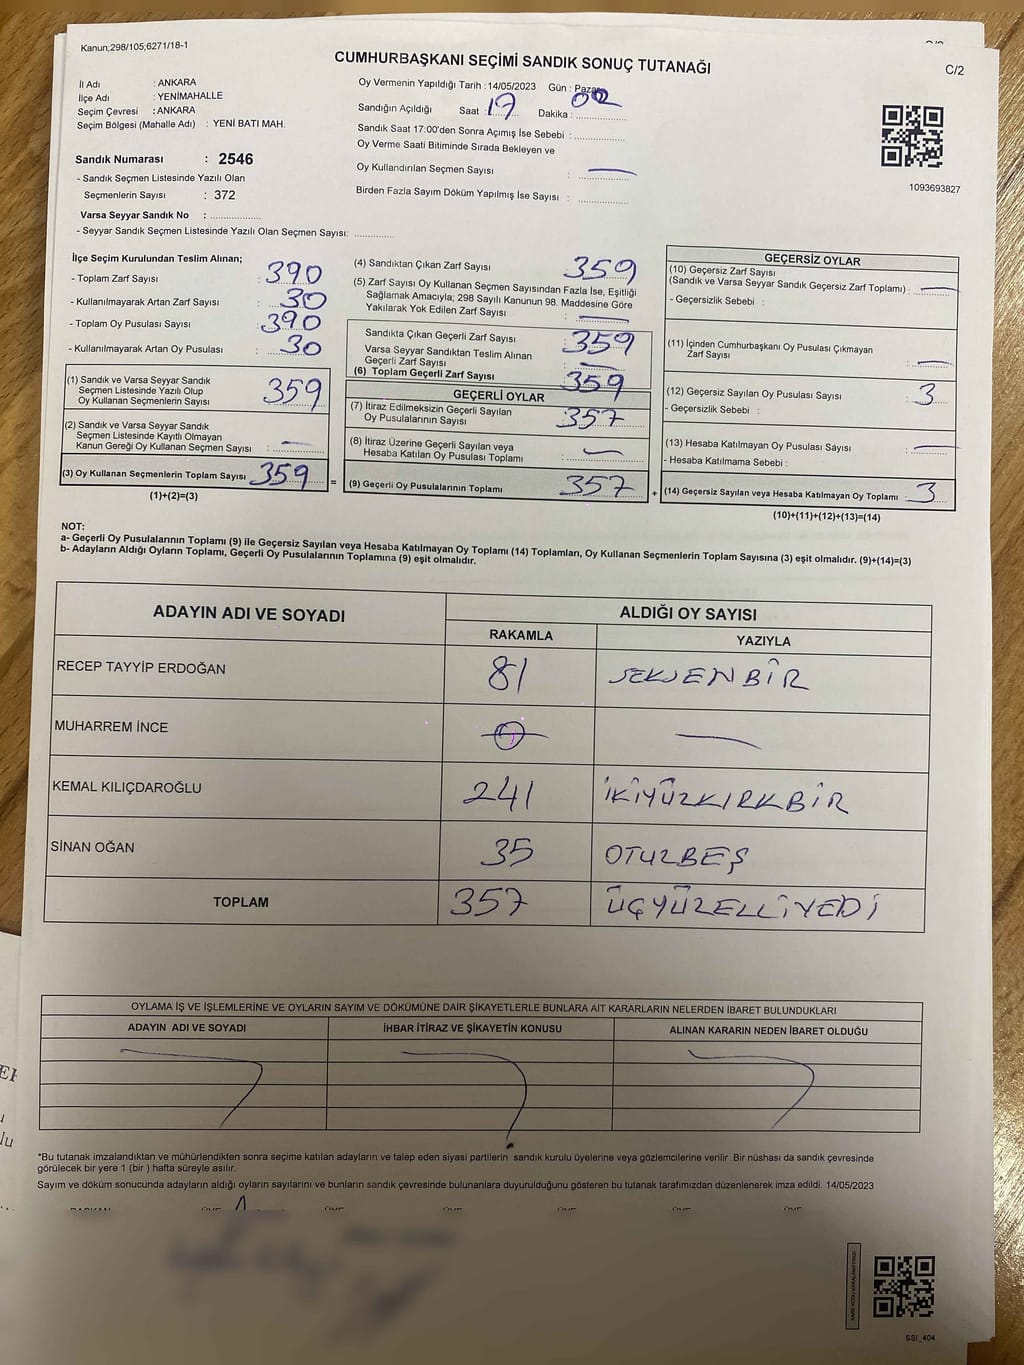 Kanun;298/105;6271/18-1
CUMHURBAŞKANI SEÇİMİ SANDIK SONUÇ TUTANAĞI
C/2
İl Adı : ANKARA
İlçe Adı : YENİMAHALLE
Seçim Çevresi : ANKARA
Seçim Bölgesi (Mahalle Adı) : YENİ BATI MAH.
Oy Vermenin Yapıldığı Tarih : 14/05/2023 Gün : Pazar
Sandığın Açıldığı Saat : 17 Dakika : 00
Sandık Saat 17:00'den Sonra Açımış İse Sebebi :
Oy Verme Saati Bitiminde Sırada Bekleyen ve
Oy Kullandırılan Seçmen Sayısı : —
Birden Fazla Sayım Döküm Yapılmış İse Sayısı :
1093693827
Sandık Numarası : 2546
- Sandık Seçmen Listesinde Yazılı Olan
Seçmenlerin Sayısı : 372
Varsa Seyyar Sandık No :
- Seyyar Sandık Seçmen Listesinde Yazılı Olan Seçmen Sayısı:
İlçe Seçim Kurulundan Teslim Alınan;
- Toplam Zarf Sayısı : 390
- Kullanılmayarak Artan Zarf Sayısı : 30
- Toplam Oy Pusulası Sayısı : 390
- Kullanılmayarak Artan Oy Pusulası : 30
(1) Sandık ve Varsa Seyyar Sandık
Seçmen Listesinde Yazılı Olup
Oy Kullanan Seçmenlerin Sayısı : 359
(2) Sandık ve Varsa Seyyar Sandık
Seçmen Listesinde Kayıtlı Olmayan
Kanun Gereği Oy Kullanan Seçmen Sayısı : —
(3) Oy Kullanan Seçmenlerin Toplam Sayısı : 359
(1)+(2)=(3)
=
(4) Sandıktan Çıkan Zarf Sayısı : 359
(5) Zarf Sayısı Oy Kullanan Seçmen Sayısından Fazla İse, Eşitliği
Sağlamak Amacıyla; 298 Sayılı Kanunun 98. Maddesine Göre
Yakılarak Yok Edilen Zarf Sayısı : —
Sandıkta Çıkan Geçerli Zarf Sayısı : 359
Varsa Seyyar Sandıktan Teslim Alınan
Geçerli Zarf Sayısı : —
(6) Toplam Geçerli Zarf Sayısı : 359
GEÇERLİ OYLAR
(7) İtiraz Edilmeksizin Geçerli Sayılan
Oy Pusulalarının Sayısı : 357
(8) İtiraz Üzerine Geçerli Sayılan veya
Hesaba Katılan Oy Pusulası Toplamı : —
(9) Geçerli Oy Pusulalarının Toplamı : 357
+
GEÇERSİZ OYLAR
(10) Geçersiz Zarf Sayısı
(Sandık ve Varsa Seyyar Sandık Geçersiz Zarf Toplamı) : —
- Geçersizlik Sebebi :
(11) İçinden Cumhurbaşkanı Oy Pusulası Çıkmayan
Zarf Sayısı : —
(12) Geçersiz Sayılan Oy Pusulası Sayısı : 3
- Geçersizlik Sebebi :
(13) Hesaba Katılmayan Oy Pusulası Sayısı : —
- Hesaba Katılmama Sebebi :
(14) Geçersiz Sayılan veya Hesaba Katılmayan Oy Toplamı : 3
(10)+(11)+(12)+(13)=(14)
NOT:
a- Geçerli Oy Pusulalarının Toplamı (9) ile Geçersiz Sayılan veya Hesaba Katılmayan Oy Toplamı (14) Toplamları, Oy Kullanan Seçmenlerin Toplam Sayısına (3) eşit olmalıdır. (9)+(14)=(3)
b- Adayların Aldığı Oyların Toplamı, Geçerli Oy Pusulalarının Toplamına (9) eşit olmalıdır.
ADAYIN ADI VE SOYADI
ALDIĞI OY SAYISI
RAKAMLA YAZIYLA
RECEP TAYYİP ERDOĞAN 81 SEKSENBİR
MUHARREM İNCE 0 —
KEMAL KILIÇDAROĞLU 241 İKİYÜZKIRKBİR
SİNAN OĞAN 35 OTUZBEŞ
TOPLAM 357 ÜÇYÜZELLİYEDİ
OYLAMA İŞ VE İŞLEMLERİNE VE OYLARIN SAYIM VE DÖKÜMÜNE DAİR ŞİKAYETLERLE BUNLARA AİT KARARLARIN NELERDEN İBARET BULUNDUKLARI
ADAYIN ADI VE SOYADI İHBAR İTİRAZ VE ŞİKAYETİN KONUSU ALINAN KARARIN NEDEN İBARET OLDUĞU
*Bu tutanak imzalandıktan ve mühürlendikten sonra seçime katılan adayların ve talep eden siyasi partilerin sandık kurulu üyelerine veya gözlemcilerine verilir .Bir nüshası da sandık çevresinde
görülecek bir yere 1 (bir ) hafta süreyle asılır.
Sayım ve döküm sonucunda adayların aldığı oyların sayılarını ve bunların sandık çevresinde bulunanlara duyurulduğunu gösteren bu tutanak tarafımızdan düzenlenerek imza edildi. 14/05/2023
SSİ_404